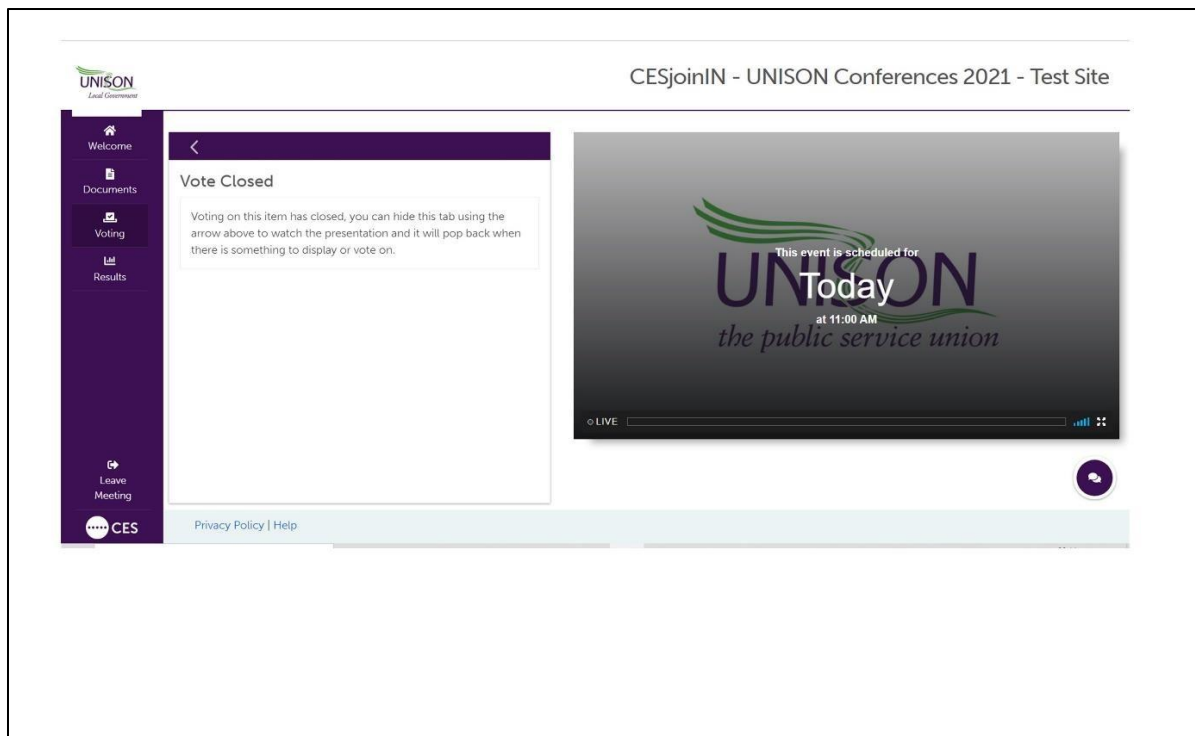 UNISON
Local Government
CESjoinIN - UNISON Conferences 2021 - Test Site
Welcome
Documents
Voting
Results
Leave
Meeting
CES
Vote Closed
Voting on this item has closed, you can hide this tab using the
arrow above to watch the presentation and it will pop back when
there is something to display or vote on.
UNISON
the public service union
This event is scheduled for
Today
at 11:00 AM
LIVE
Privacy Policy | Help